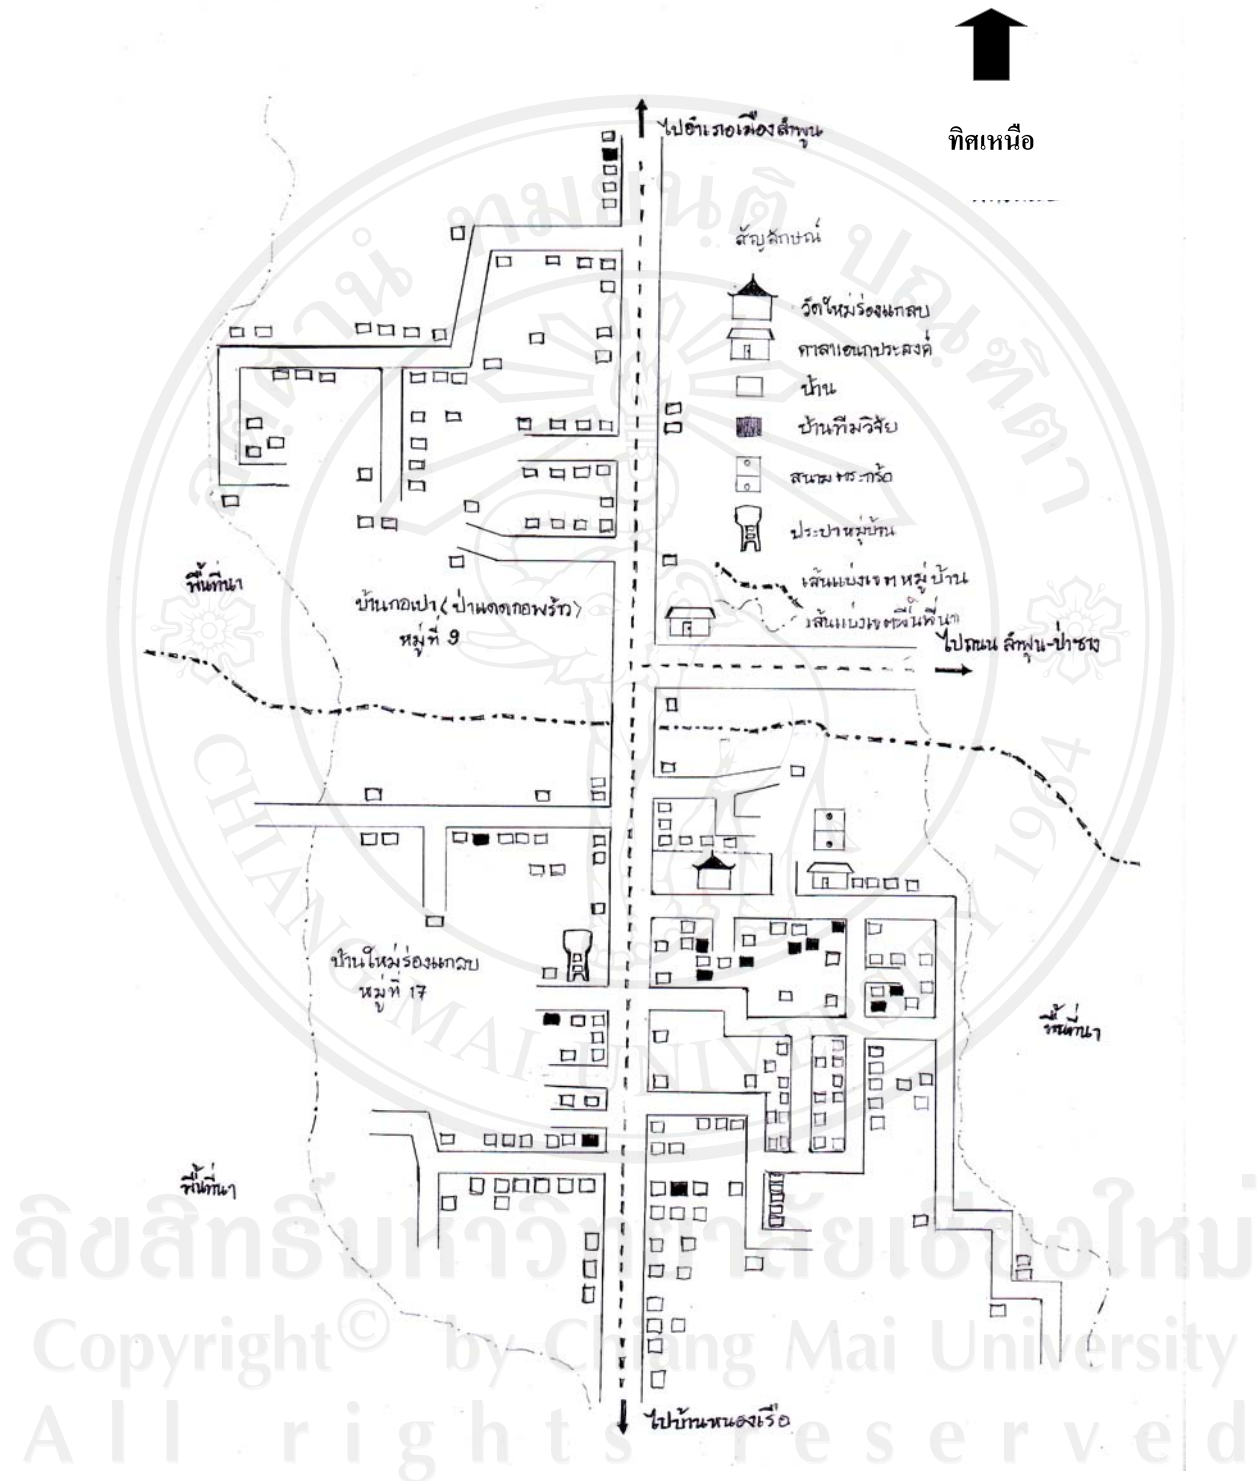 ไปอำเภอเมืองลำพูน
ทิศเหนือ
สัญลักษณ์
วัดใหม่ร่องแกลบ
ศาลาเอนกประสงค์
บ้าน
บ้านทีมวิจัย
สนามตระกร้อ
ประปาหมู่บ้าน
เส้นแบ่งเขตหมู่บ้าน
เส้นแบ่งเขตพื้นที่นา
ไปถนน ลำพูน-ป่าซาง
พื้นที่นา
บ้านกอเปา (ป่าแดดกอพร้าว)
หมู่ที่ 9
บ้านใหม่ร่องแกลบ
หมู่ที่ 17
พื้นที่นา
พื้นที่นา
ไปบ้านหนองเรือ
CHIANG MAI UNIVERSITY 1964
ลิขสิทธิ์มหาวิทยาลัยเชียงใหม่
Copyright© by Chiang Mai University
All rights reserved